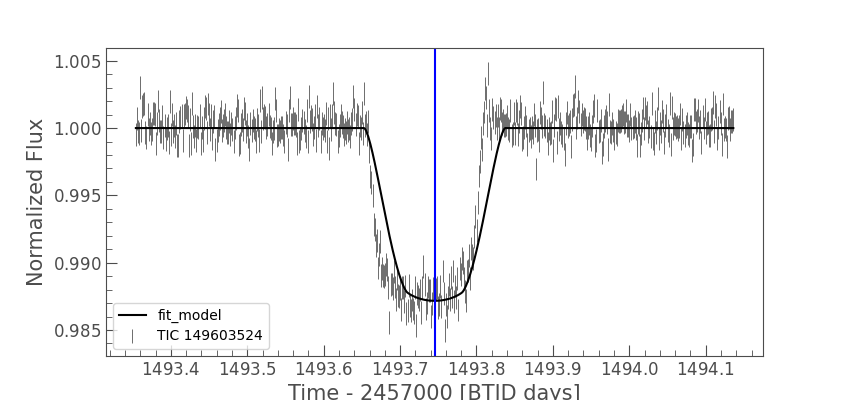 Normalized Flux
1.005
1.000
0.995
0.990
0.985
fit_model
TIC 149603524
1493.4 1493.5 1493.6 1493.7 1493.8 1493.9 1494.0 1494.1
Time - 2457000 [BTJD days]